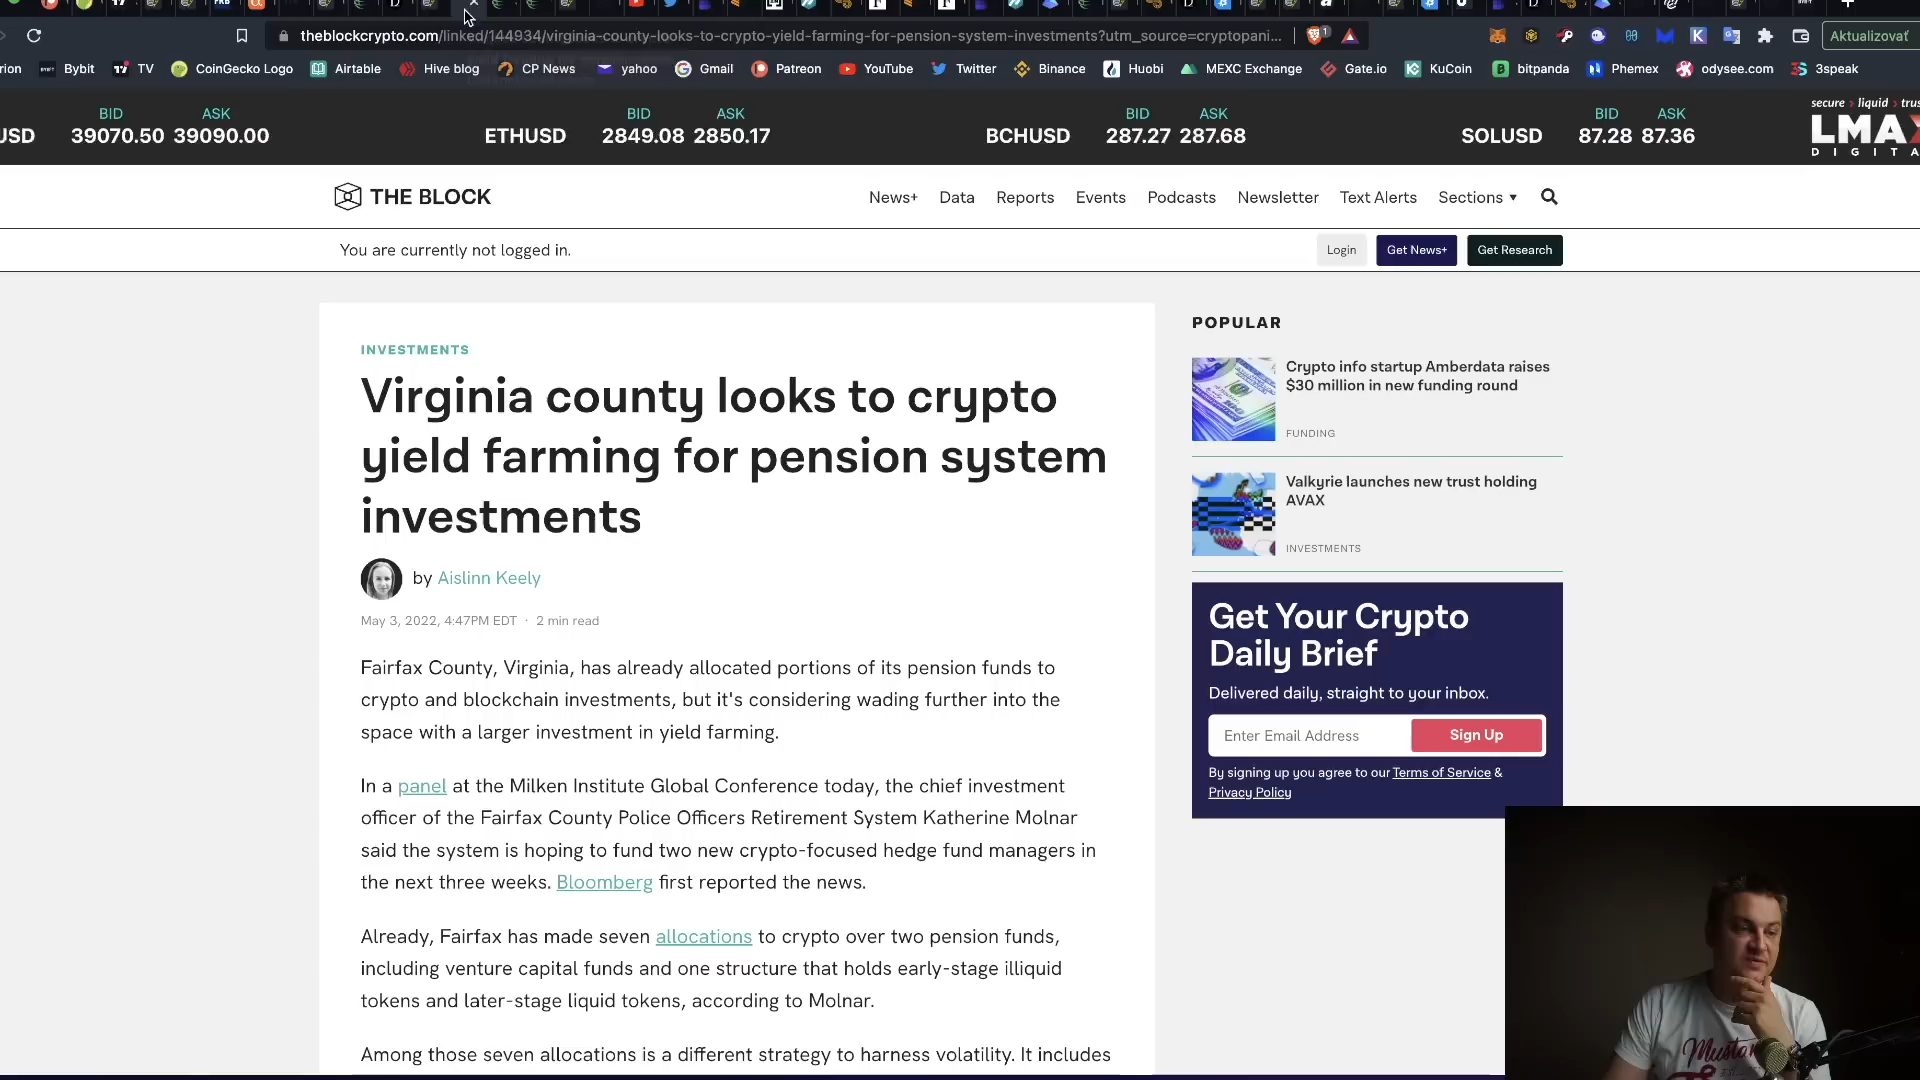 theblockcrypto.com/linked/144934/virginia-county-looks-to-crypto-yield-farming-for-pension-system-investments?utm_source=cryptopani... 1 Aktualizovať
rion Bybit TV CoinGecko Logo Airtable Hive blog CP News yahoo Gmail Patreon YouTube Twitter Binance Huobi MEXC Exchange Gate.io KuCoin bitpanda Phemex odysee.com 3speak
BID ASK BID ASK BID ASK BID ASK secure › liquid › trus
USD 39070.50 39090.00 ETHUSD 2849.08 2850.17 BCHUSD 287.27 287.68 SOLUSD 87.28 87.36 LMAX
DIGITA
THE BLOCK News+ Data Reports Events Podcasts Newsletter Text Alerts Sections
You are currently not logged in. Login Get News+ Get Research
INVESTMENTS
Virginia county looks to crypto
yield farming for pension system
investments
by Aislinn Keely
May 3, 2022, 4:47PM EDT · 2 min read
Fairfax County, Virginia, has already allocated portions of its pension funds to
crypto and blockchain investments, but it's considering wading further into the
space with a larger investment in yield farming.
In a panel at the Milken Institute Global Conference today, the chief investment
officer of the Fairfax County Police Officers Retirement System Katherine Molnar
said the system is hoping to fund two new crypto-focused hedge fund managers in
the next three weeks. Bloomberg first reported the news.
Already, Fairfax has made seven allocations to crypto over two pension funds,
including venture capital funds and one structure that holds early-stage illiquid
tokens and later-stage liquid tokens, according to Molnar.
Among those seven allocations is a different strategy to harness volatility. It includes
POPULAR
Crypto info startup Amberdata raises
$30 million in new funding round
FUNDING
Valkyrie launches new trust holding
AVAX
INVESTMENTS
Get Your Crypto
Daily Brief
Delivered daily, straight to your inbox.
Enter Email Address Sign Up
By signing up you agree to our Terms of Service &
Privacy Policy